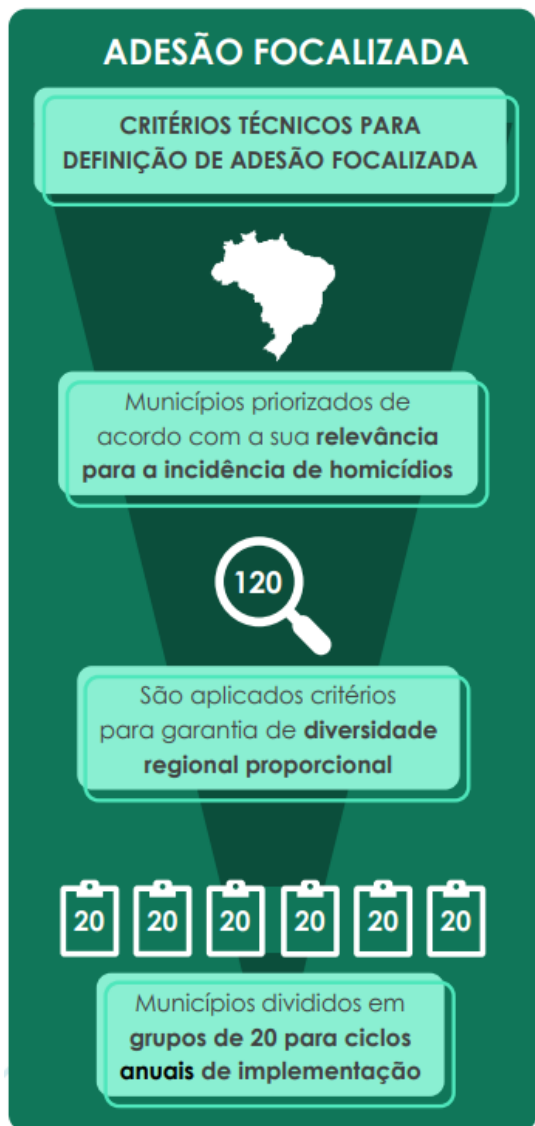 ADESÃO FOCALIZADA
CRITÉRIOS TÉCNICOS PARA
DEFINIÇÃO DE ADESÃO FOCALIZADA
Municípios priorizados de
acordo com a sua relevância
para a incidência de homicídios
120
São aplicados critérios
para garantia de diversidade
regional proporcional
20 20 20 20 20 20
Municípios divididos em
grupos de 20 para ciclos
anuais de implementação